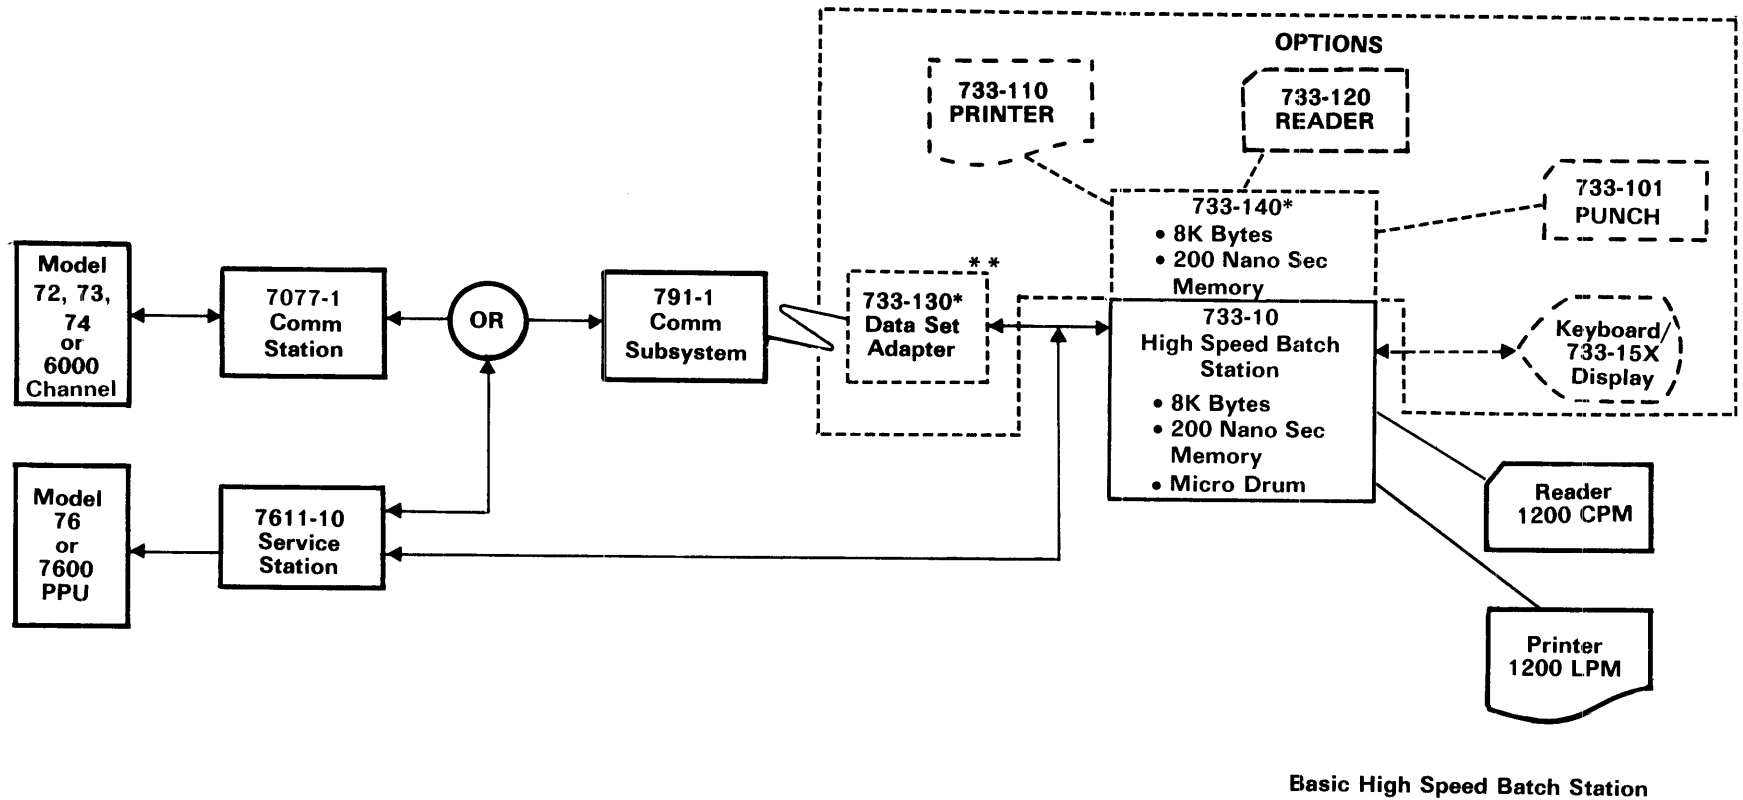 OPTIONS
733-110
PRINTER
733-120
READER
733-101
PUNCH
733-140*
• 8K Bytes
• 200 Nano Sec
Memory
Model
72, 73,
74
or
6000
Channel
7077-1
Comm
Station
OR
791-1
Comm
Subsystem
* *
733-130*
Data Set
Adapter
733-10
High Speed Batch
Station
• 8K Bytes
• 200 Nano Sec
Memory
• Micro Drum
Keyboard/
733-15X
Display
Model
76
or
7600
PPU
7611-10
Service
Station
Reader
1200 CPM
Printer
1200 LPM
Basic High Speed Batch Station